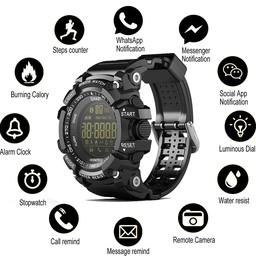 Steps counter
WhatsApp
Notification
Messenger
Notification
Burning Calory
Social App
Notification
START
Alarm Clock
Luminous Dial
RESET
Stopwatch
Water resist
Call remind
Message remind
Remote Camera